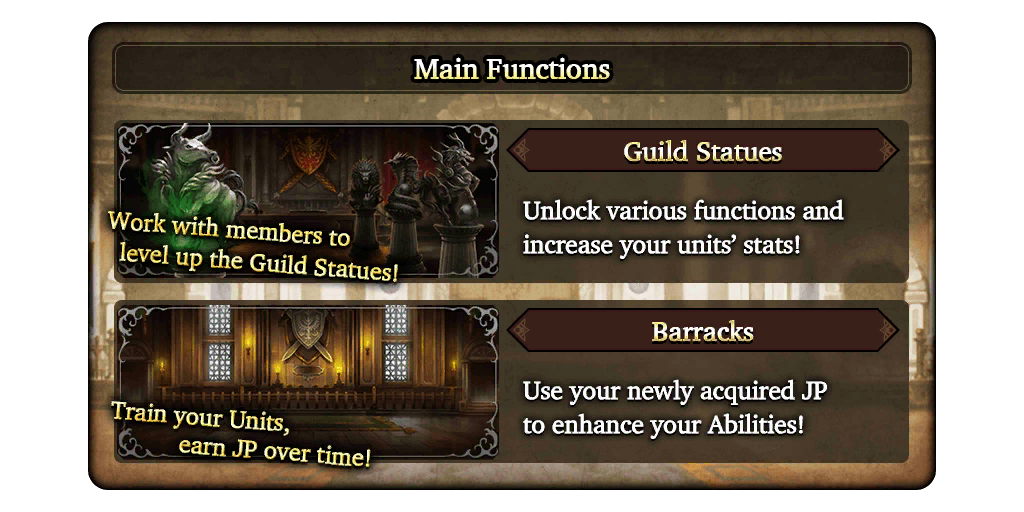 Main Functions
Guild Statues
Work with members to
level up the Guild Statues!
Unlock various functions and
increase your units’ stats!
Barracks
Train your Units,
earn JP over time!
Use your newly acquired JP
to enhance your Abilities!